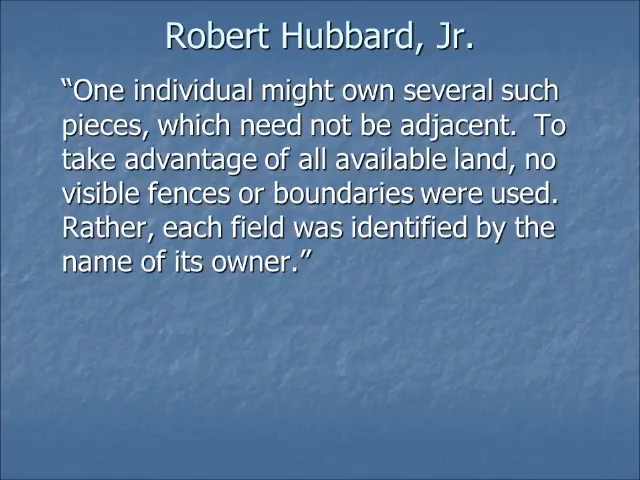 Robert Hubbard, Jr.
“One individual might own several such
pieces, which need not be adjacent.  To
take advantage of all available land, no
visible fences or boundaries were used.
Rather, each field was identified by the
name of its owner.”